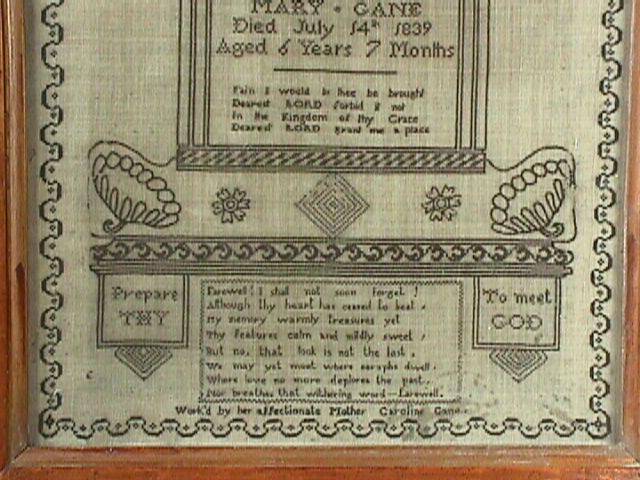 MARY GANE
Died July 14th 1839
Aged 6 Years 7 Months
Fain I would to thee be brought
Dearest LORD forbid it not
In the Kingdom of thy Grace
Dearest LORD grant me a place
Prepare
THY
To meet
GOD
Farewell! I shall not soon forget!
Although thy heart has ceased to beat,
My memory warmly treasures yet
Thy features calm and mildly sweet;
But no, that look is not the last,
We may yet meet where seraphs dwell,
Where love no more deplores the past,
Nor breathes that withering word—Farewell.
Work'd by her affectionate Mother Caroline Gane